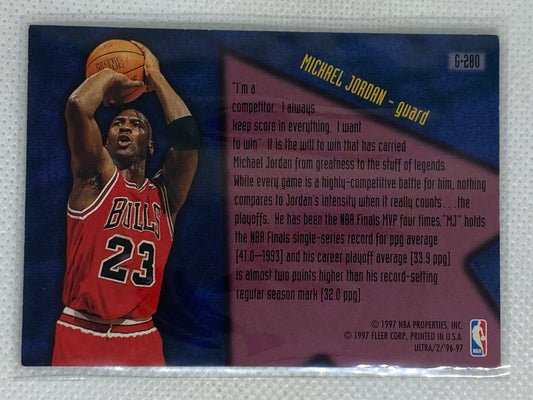 G-280
MICHAEL JORDAN - guard
"I'm a
competitor. I always
keep score in everything. I want
to win" It is the will to win that has carried
Michael Jordan from greatness to the stuff of legends.
While every game is a highly-competitive battle for him, nothing
compares to Jordan's intensity when it really counts...the
playoffs. He has been the NBA Finals MVP four times "MJ" holds
the NBA Finals single-series record for ppg average
(41.0—1993) and his career playoff average (33.9 ppg)
is almost two points higher than his record-setting
regular season mark (32.0 ppg).
BULLS
23
© 1997 NBA PROPERTIES, INC.
© 1997 FLEER CORP., PRINTED IN U.S.A.
ULTRA/2/'96-97
NBA